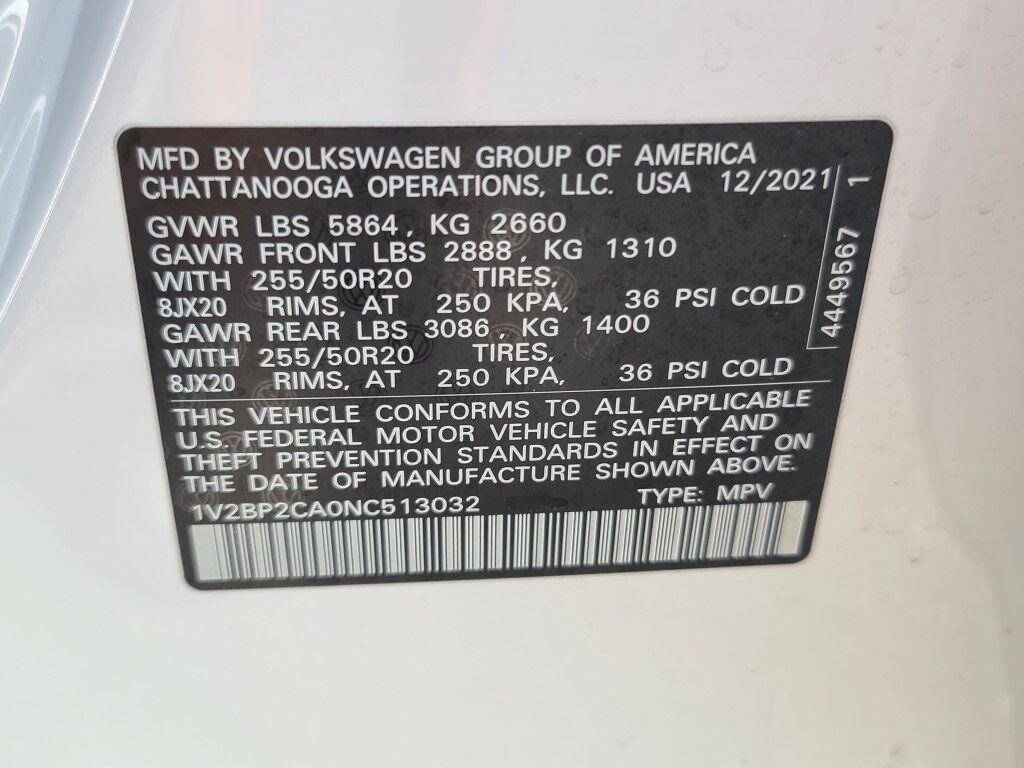 MFD BY VOLKSWAGEN GROUP OF AMERICA
CHATTANOOGA OPERATIONS, LLC. USA 12/2021
GVWR LBS 5864, KG 2660
GAWR FRONT LBS 2888, KG 1310
WITH 255/50R20 TIRES,
8JX20 RIMS, AT 250 KPA, 36 PSI COLD
GAWR REAR LBS 3086, KG 1400
WITH 255/50R20 TIRES,
8JX20 RIMS, AT 250 KPA, 36 PSI COLD
THIS VEHICLE CONFORMS TO ALL APPLICABLE
U.S. FEDERAL MOTOR VEHICLE SAFETY AND
THEFT PREVENTION STANDARDS IN EFFECT ON
THE DATE OF MANUFACTURE SHOWN ABOVE.
1V2BP2CA0NC513032 TYPE: MPV
4449567 1